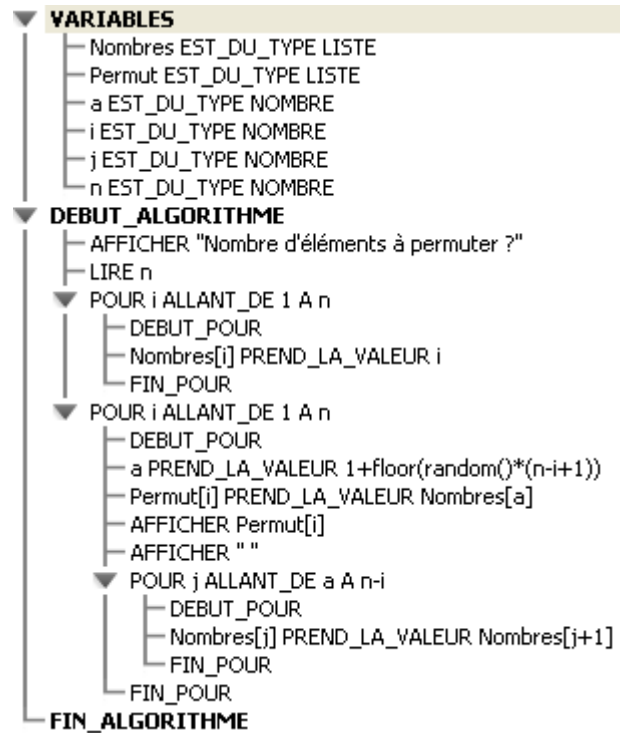 VARIABLES
Nombres EST_DU_TYPE LISTE
Permut EST_DU_TYPE LISTE
a EST_DU_TYPE NOMBRE
i EST_DU_TYPE NOMBRE
j EST_DU_TYPE NOMBRE
n EST_DU_TYPE NOMBRE
DEBUT_ALGORITHME
AFFICHER "Nombre d'éléments à permuter ?"
LIRE n
POUR i ALLANT_DE 1 A n
DEBUT_POUR
Nombres[i] PREND_LA_VALEUR i
FIN_POUR
POUR i ALLANT_DE 1 A n
DEBUT_POUR
a PREND_LA_VALEUR 1+floor(random()*(n-i+1))
Permut[i] PREND_LA_VALEUR Nombres[a]
AFFICHER Permut[i]
AFFICHER " "
POUR j ALLANT_DE a A n-i
DEBUT_POUR
Nombres[j] PREND_LA_VALEUR Nombres[j+1]
FIN_POUR
FIN_POUR
FIN_ALGORITHME